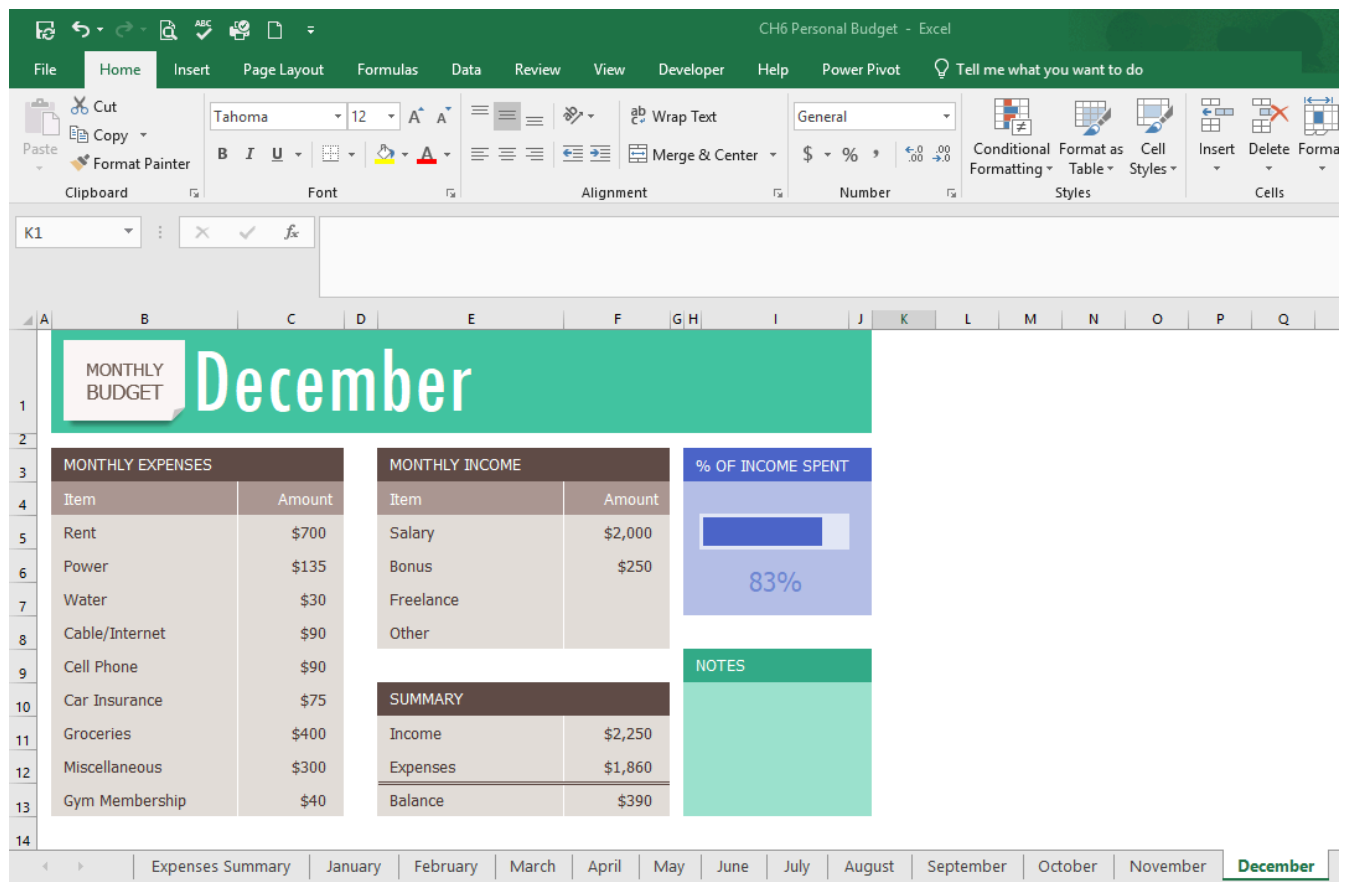 ABC
CH6 Personal Budget - Excel
File Home Insert Page Layout Formulas Data Review View Developer Help Power Pivot Tell me what you want to do
Paste
Cut
Copy
Format Painter
Clipboard
Tahoma 12 A A
B I U A
Font
ab Wrap Text
Merge & Center
Alignment
General
$ % , .0 .00 .00 .0
Number
Conditional Formatting
Format as Table
Cell Styles
Styles
Insert Delete Forma
Cells
K1 fx
A B C D E F G H I J K L M N O P Q
1 MONTHLY BUDGET December
2
3 MONTHLY EXPENSES MONTHLY INCOME % OF INCOME SPENT
4 Item Amount Item Amount
5 Rent $700 Salary $2,000
6 Power $135 Bonus $250 83%
7 Water $30 Freelance
8 Cable/Internet $90 Other
9 Cell Phone $90 NOTES
10 Car Insurance $75 SUMMARY
11 Groceries $400 Income $2,250
12 Miscellaneous $300 Expenses $1,860
13 Gym Membership $40 Balance $390
14
Expenses Summary January February March April May June July August September October November December